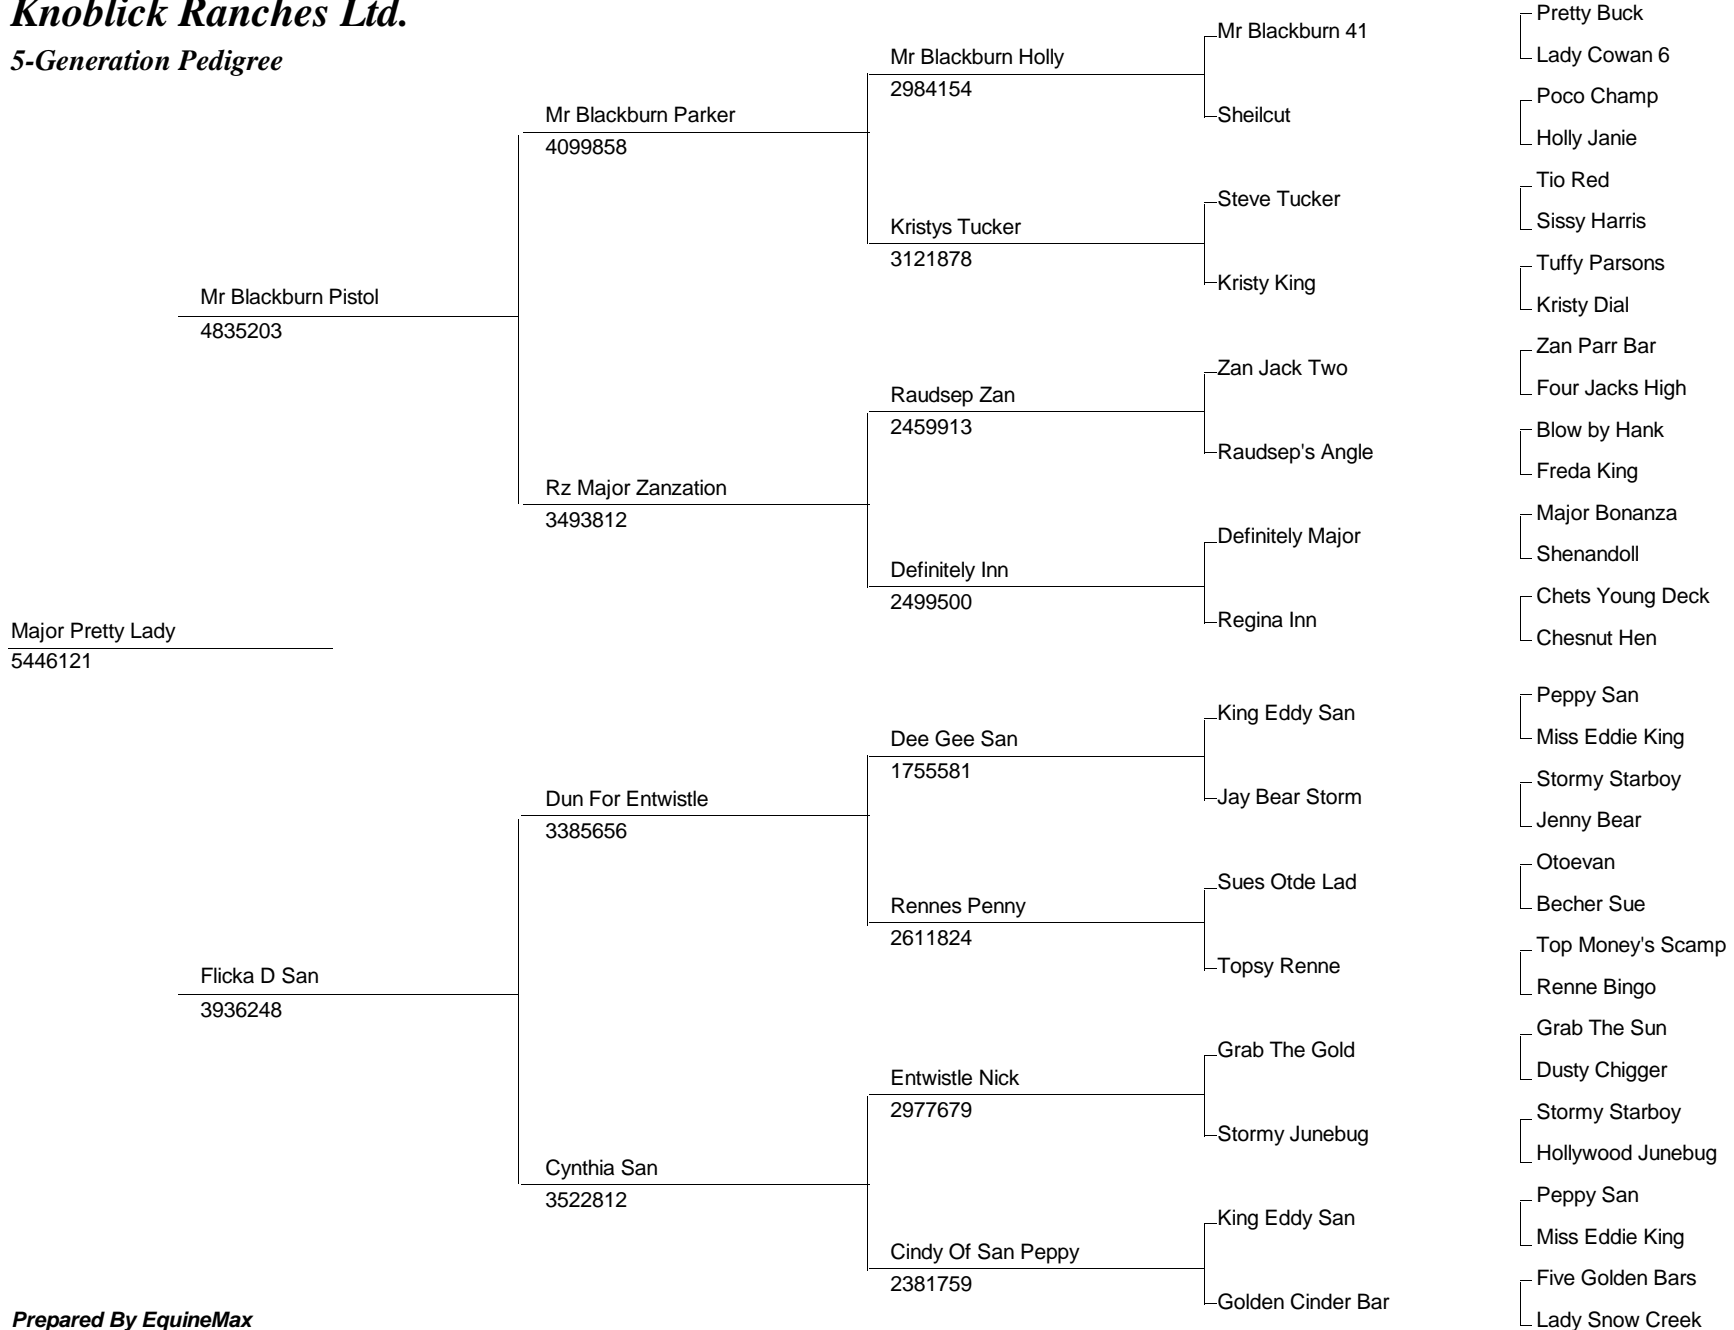 Knoblick Ranches Ltd.
5-Generation Pedigree
Major Pretty Lady
5446121
Mr Blackburn Pistol
4835203
Flicka D San
3936248
Mr Blackburn Parker
4099858
Rz Major Zanzation
3493812
Dun For Entwistle
3385656
Cynthia San
3522812
Mr Blackburn Holly
2984154
Kristys Tucker
3121878
Raudsep Zan
2459913
Definitely Inn
2499500
Dee Gee San
1755581
Rennes Penny
2611824
Entwistle Nick
2977679
Cindy Of San Peppy
2381759
Mr Blackburn 41
Sheilcut
Steve Tucker
Kristy King
Zan Jack Two
Raudsep's Angle
Definitely Major
Regina Inn
King Eddy San
Jay Bear Storm
Sues Otde Lad
Topsy Renne
Grab The Gold
Stormy Junebug
King Eddy San
Golden Cinder Bar
Pretty Buck
Lady Cowan 6
Poco Champ
Holly Janie
Tio Red
Sissy Harris
Tuffy Parsons
Kristy Dial
Zan Parr Bar
Four Jacks High
Blow by Hank
Freda King
Major Bonanza
Shenandoll
Chets Young Deck
Chesnut Hen
Peppy San
Miss Eddie King
Stormy Starboy
Jenny Bear
Otoevan
Becher Sue
Top Money's Scamp
Renne Bingo
Grab The Sun
Dusty Chigger
Stormy Starboy
Hollywood Junebug
Peppy San
Miss Eddie King
Five Golden Bars
Lady Snow Creek
Prepared By EquineMax